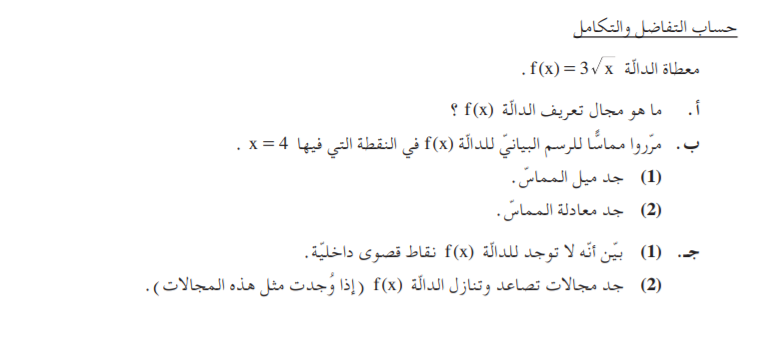 حساب التفاضل والتكامل
معطاة الدالّة f(x) = 3√x .
أ. ما هو مجال تعريف الدالّة f(x) ؟
ب. مرّروا مماسًّا للرسم البيانيّ للدالّة f(x) في النقطة التي فيها x = 4 .
(1) جد ميل المماسّ.
(2) جد معادلة المماسّ.
جـ. (1) بيّن أنّه لا توجد للدالّة f(x) نقاط قصوى داخليّة.
(2) جد مجالات تصاعد وتنازل الدالّة f(x) (إذا وُجدت مثل هذه المجالات).